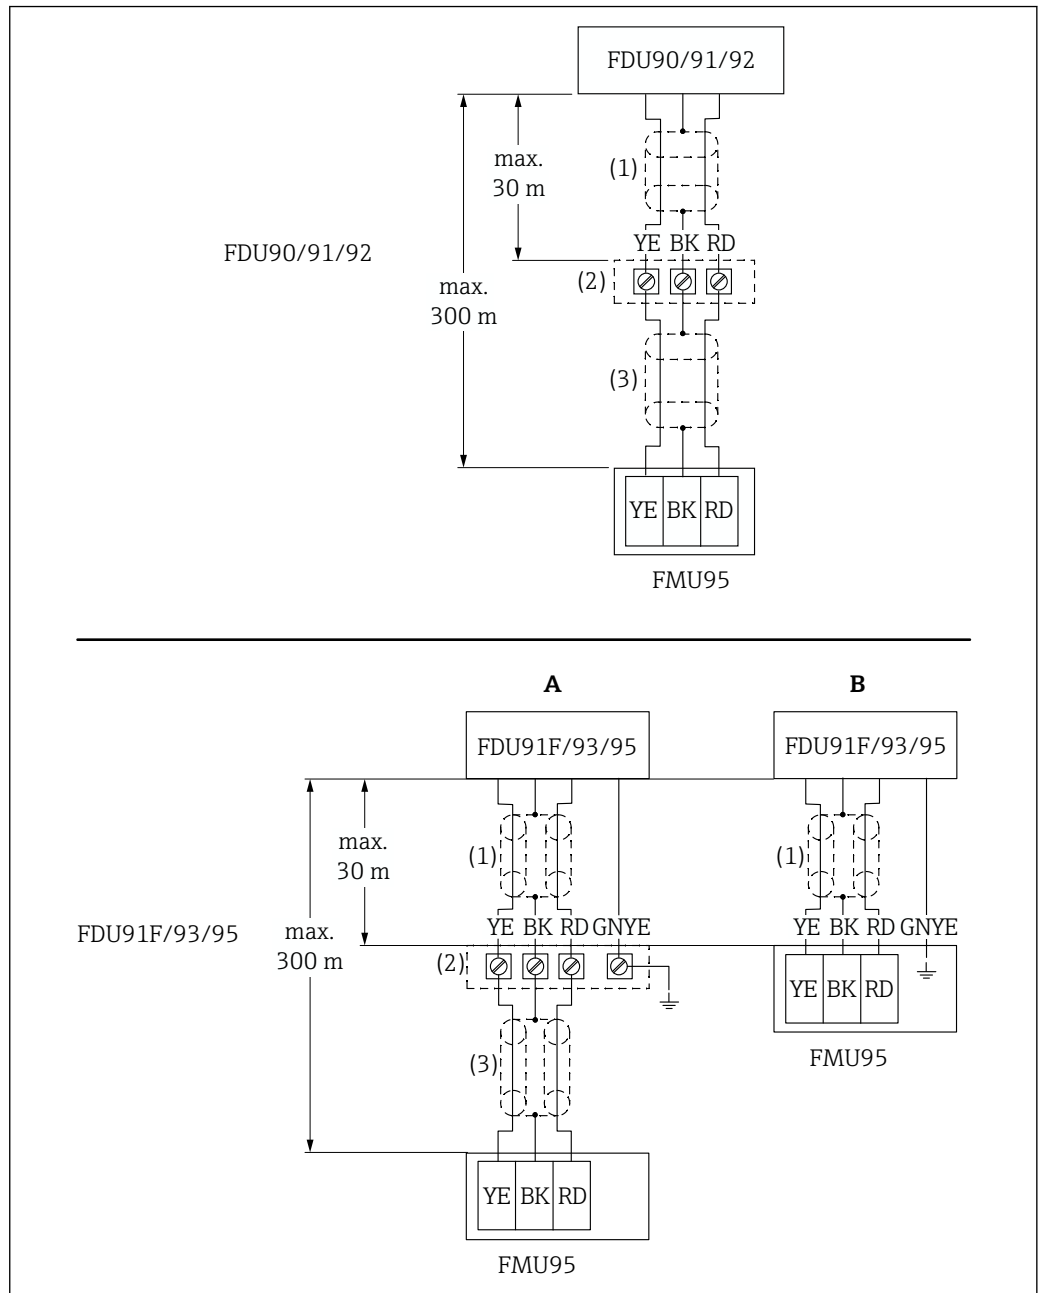 FDU90/91/92
max.
30 m
(1)
FDU90/91/92
YE BK RD
max.
300 m
(2)
(3)
YE BK RD
FMU95
A
B
FDU91F/93/95
FDU91F/93/95
max.
30 m
(1)
(1)
FDU91F/93/95
max.
300 m
YE BK RD GNYE
YE BK RD GNYE
(2)
YE BK RD
FMU95
(3)
YE BK RD
FMU95